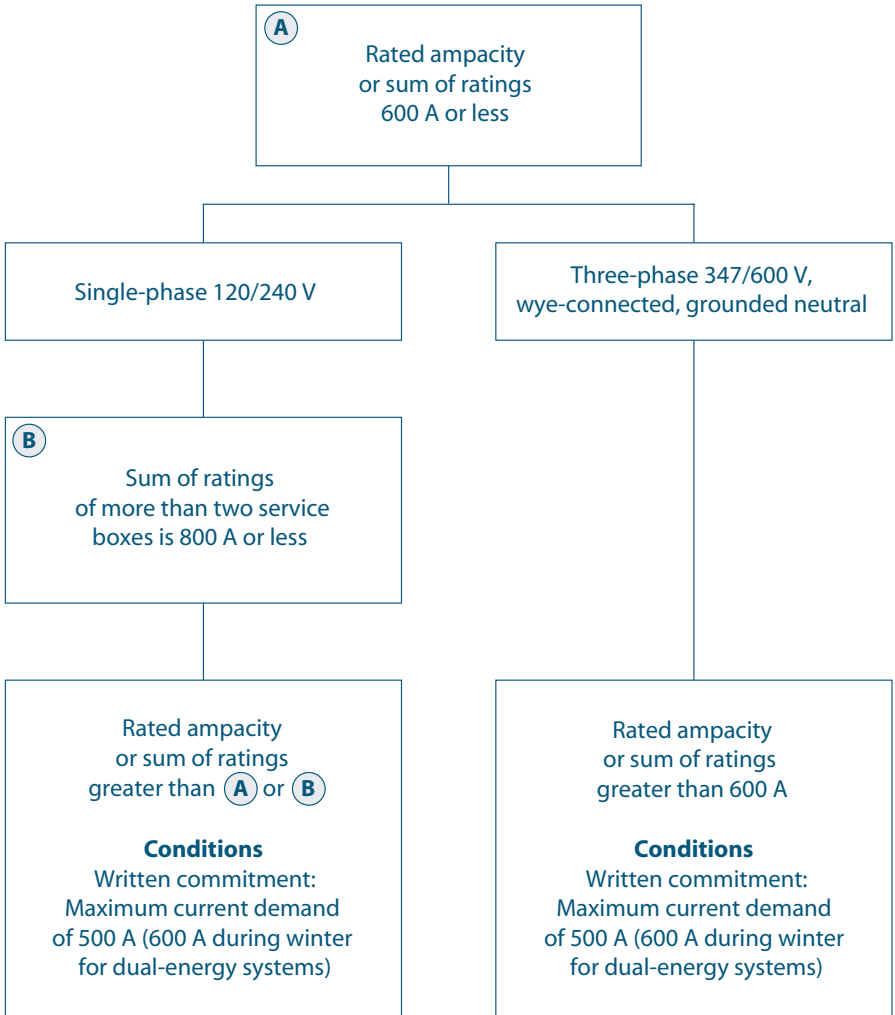 A
Rated ampacity
or sum of ratings
600 A or less
Single-phase 120/240 V
Three-phase 347/600 V,
wye-connected, grounded neutral
B
Sum of ratings
of more than two service
boxes is 800 A or less
Rated ampacity
or sum of ratings
greater than A or B
Conditions
Written commitment:
Maximum current demand
of 500 A (600 A during winter
for dual-energy systems)
Rated ampacity
or sum of ratings
greater than 600 A
Conditions
Written commitment:
Maximum current demand
of 500 A (600 A during winter
for dual-energy systems)